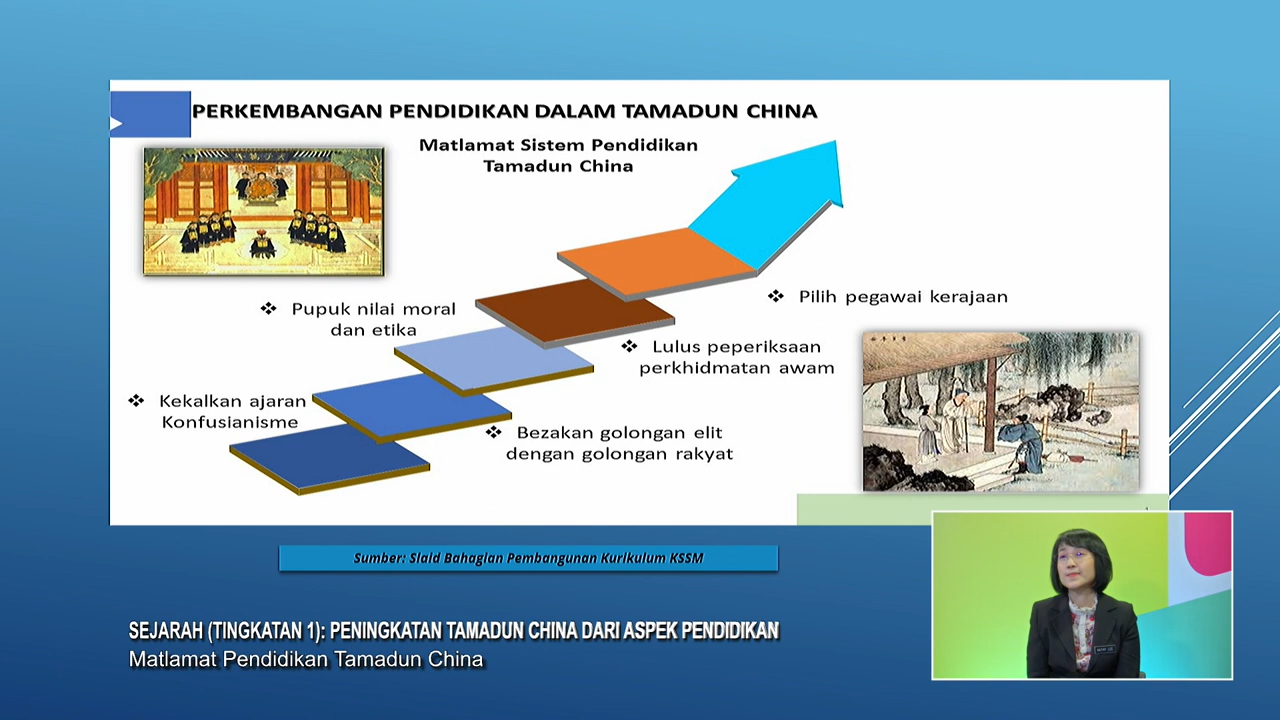 PERKEMBANGAN PENDIDIKAN DALAM TAMADUN CHINA
Matlamat Sistem Pendidikan
Tamadun China
❖ Pilih pegawai kerajaan
❖ Pupuk nilai moral
dan etika
❖ Lulus peperiksaan
perkhidmatan awam
❖ Kekalkan ajaran
Konfusianisme
❖ Bezakan golongan elit
dengan golongan rakyat
Sumber: Slaid Bahagian Pembangunan Kurikulum KSSM
SEJARAH (TINGKATAN 1): PENINGKATAN TAMADUN CHINA DARI ASPEK PENDIDIKAN
Matlamat Pendidikan Tamadun China